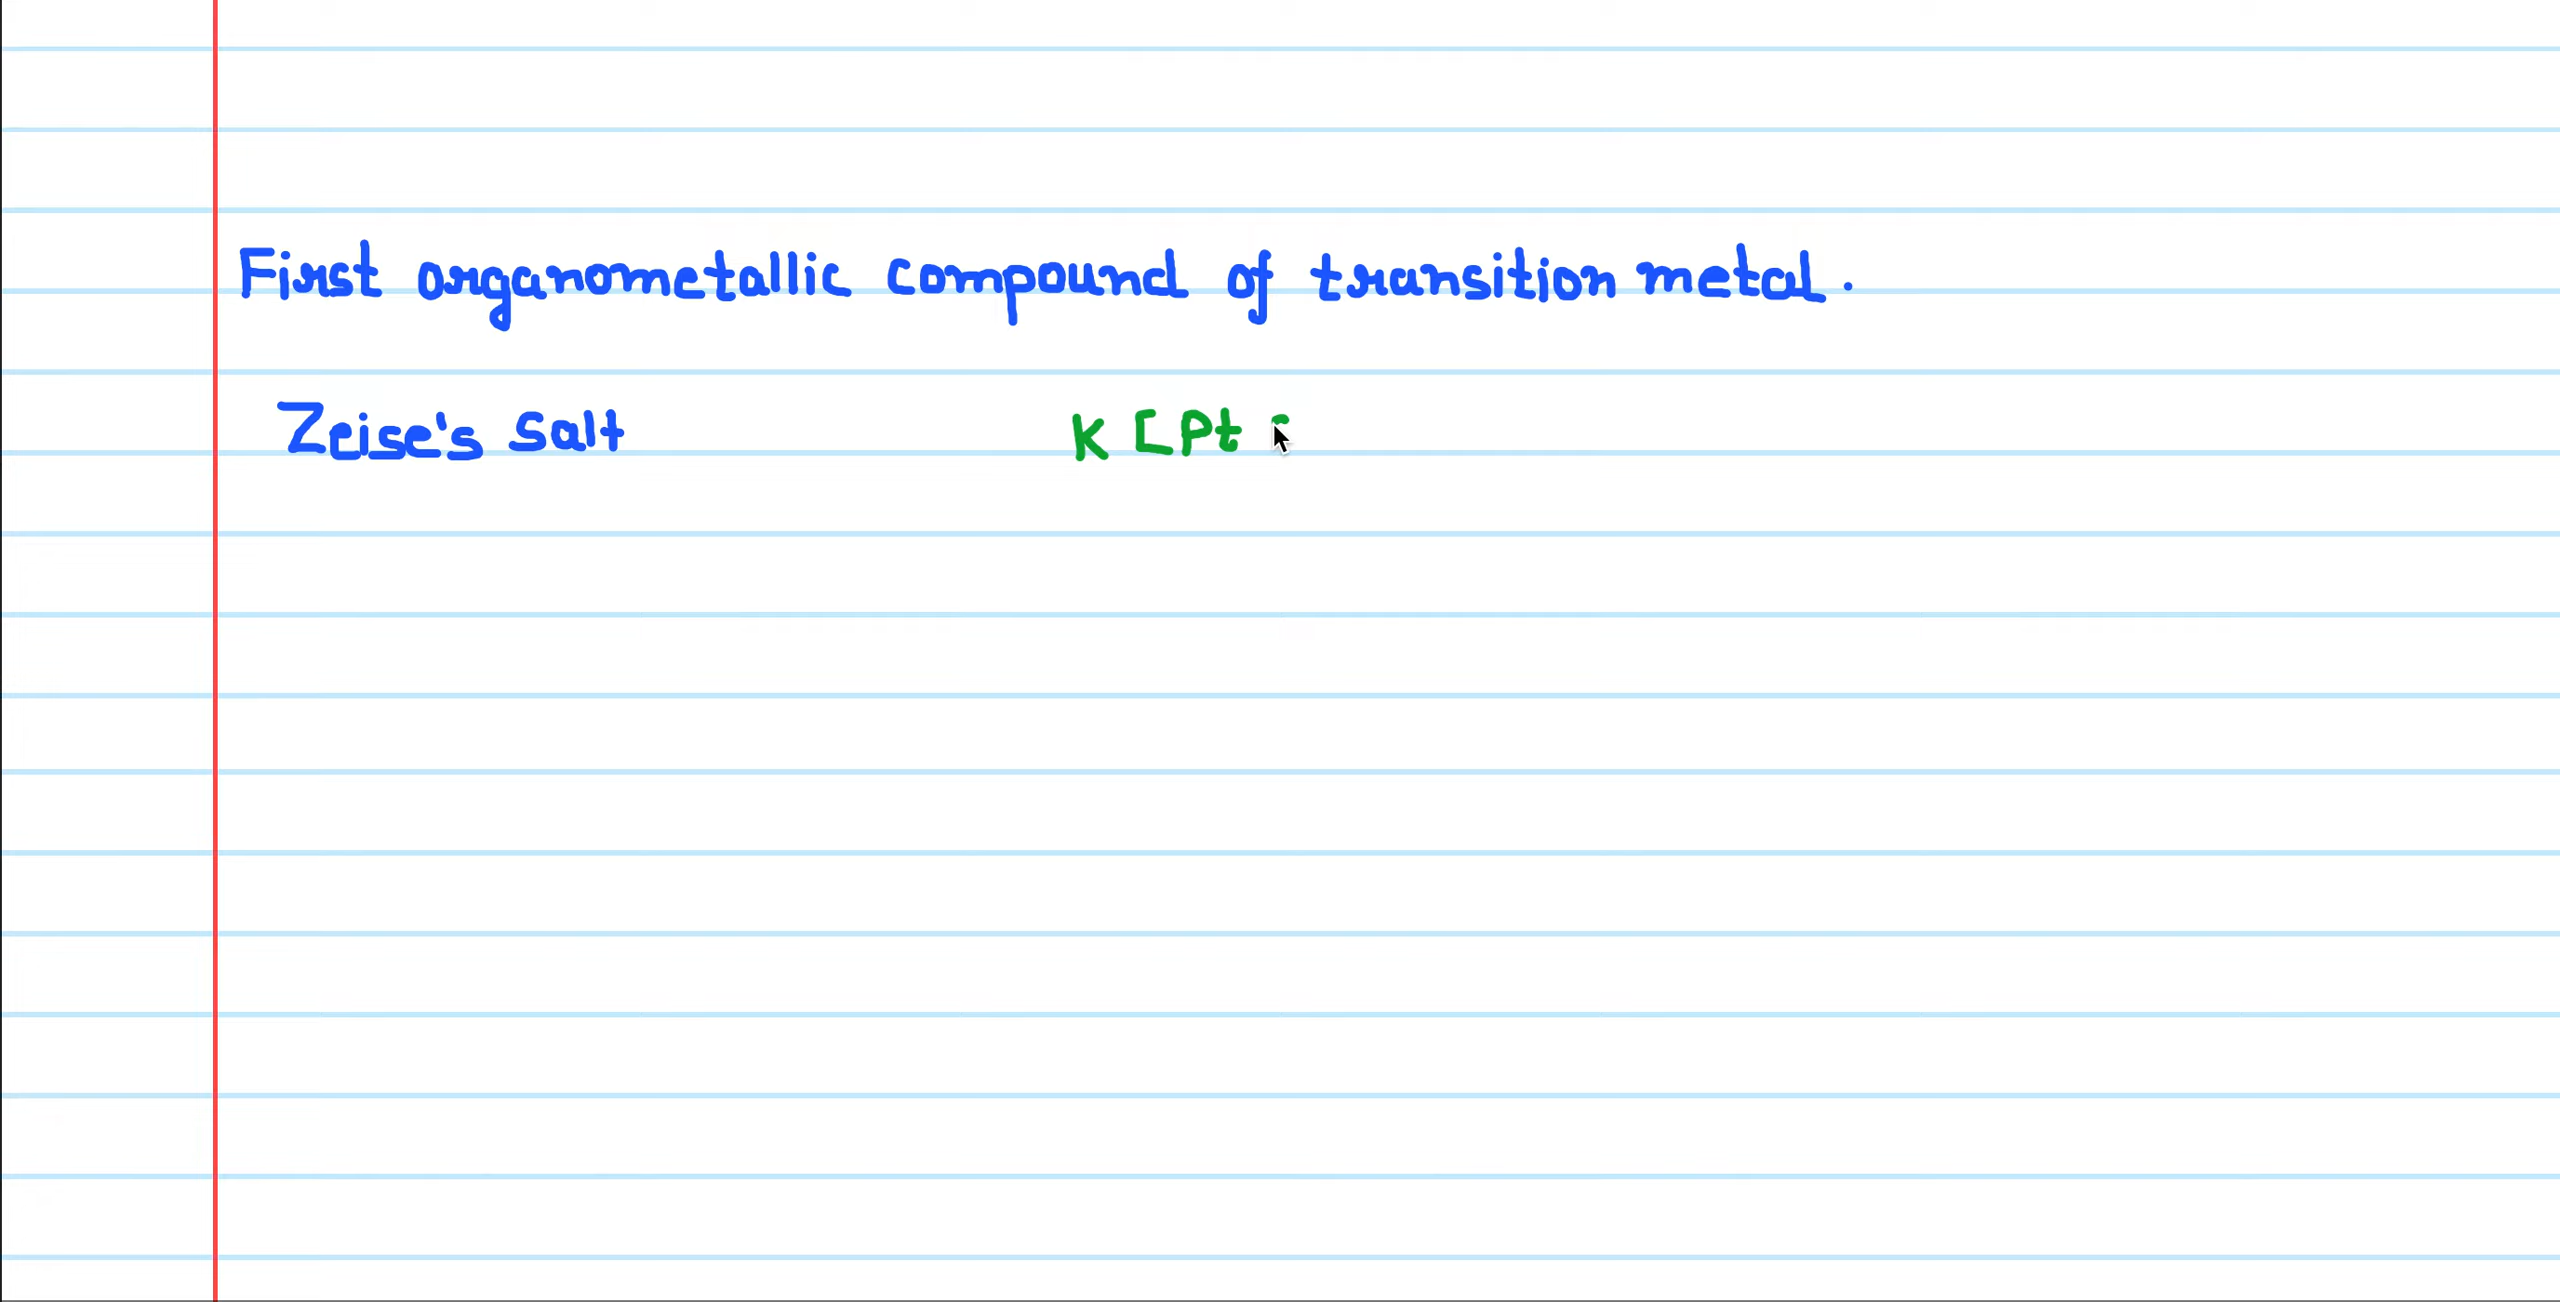 First organometallic compound of transition metal.
Zeise's Salt K [Pt